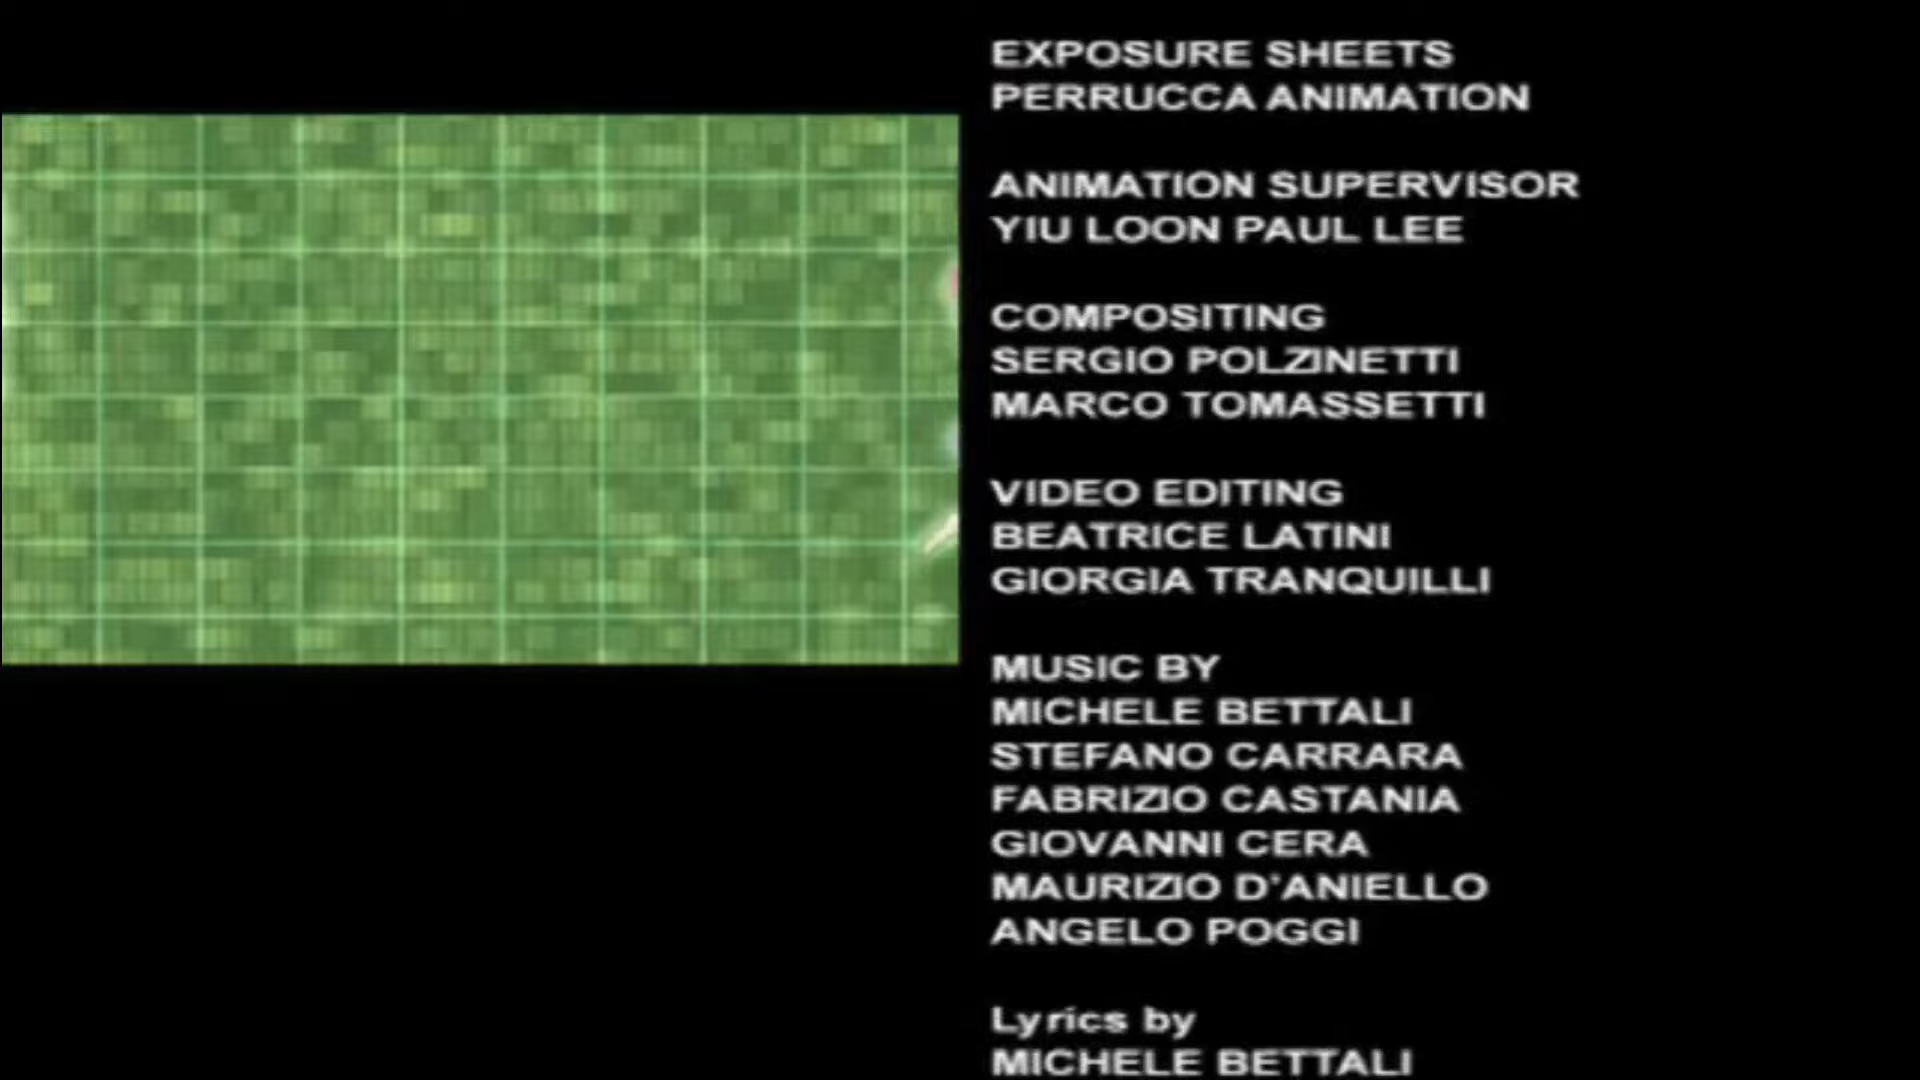 EXPOSURE SHEETS
PERRUCCA ANIMATION
ANIMATION SUPERVISOR
YIU LOON PAUL LEE
COMPOSITING
SERGIO POLZINETTI
MARCO TOMASSETTI
VIDEO EDITING
BEATRICE LATINI
GIORGIA TRANQUILLI
MUSIC BY
MICHELE BETTALI
STEFANO CARRARA
FABRIZIO CASTANIA
GIOVANNI CERA
MAURIZIO D'ANIELLO
ANGELO POGGI
Lyrics by
MICHELE BETTALI